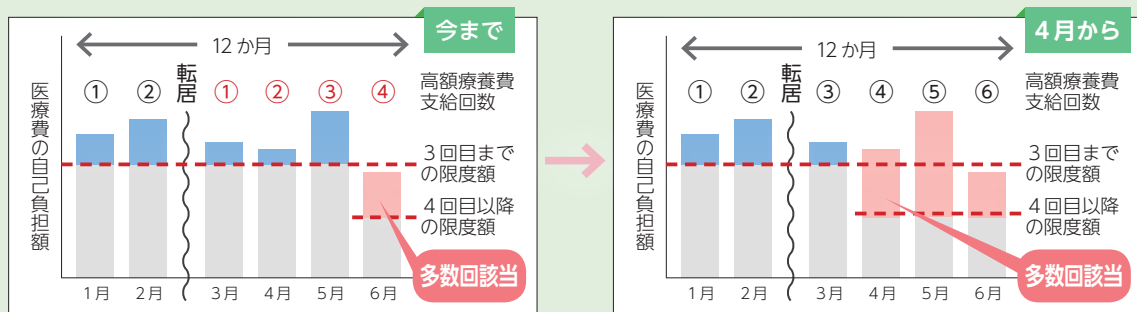 今まで
12か月
転居
① ② ① ② ③ ④
高額療養費
支給回数
医療費の自己負担額
3回目まで
の限度額
4回目以降
の限度額
多数回該当
1月 2月 3月 4月 5月 6月
4月から
12か月
転居
① ② ③ ④ ⑤ ⑥
高額療養費
支給回数
医療費の自己負担額
3回目まで
の限度額
4回目以降
の限度額
多数回該当
1月 2月 3月 4月 5月 6月